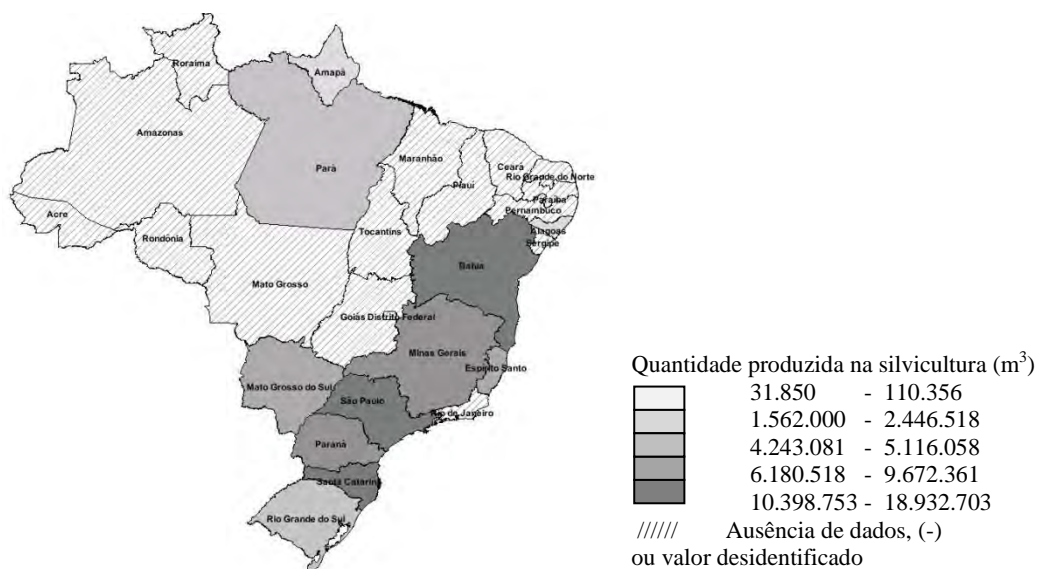 Roraima
Amapá
Amazonas
Pará
Maranhão
Ceará
Rio Grande do Norte
Piauí
Paraíba
Pernambuco
Acre
Alagoas
Sergipe
Rondônia
Tocantins
Bahia
Mato Grosso
Goiás Distrito Federal
Minas Gerais
Espírito Santo
Mato Grosso do Sul
São Paulo
Rio de Janeiro
Paraná
Santa Catarina
Rio Grande do Sul
Quantidade produzida na silvicultura (m³)
31.850 - 110.356
1.562.000 - 2.446.518
4.243.081 - 5.116.058
6.180.518 - 9.672.361
10.398.753 - 18.932.703
////// Ausência de dados, (-)
ou valor desidentificado